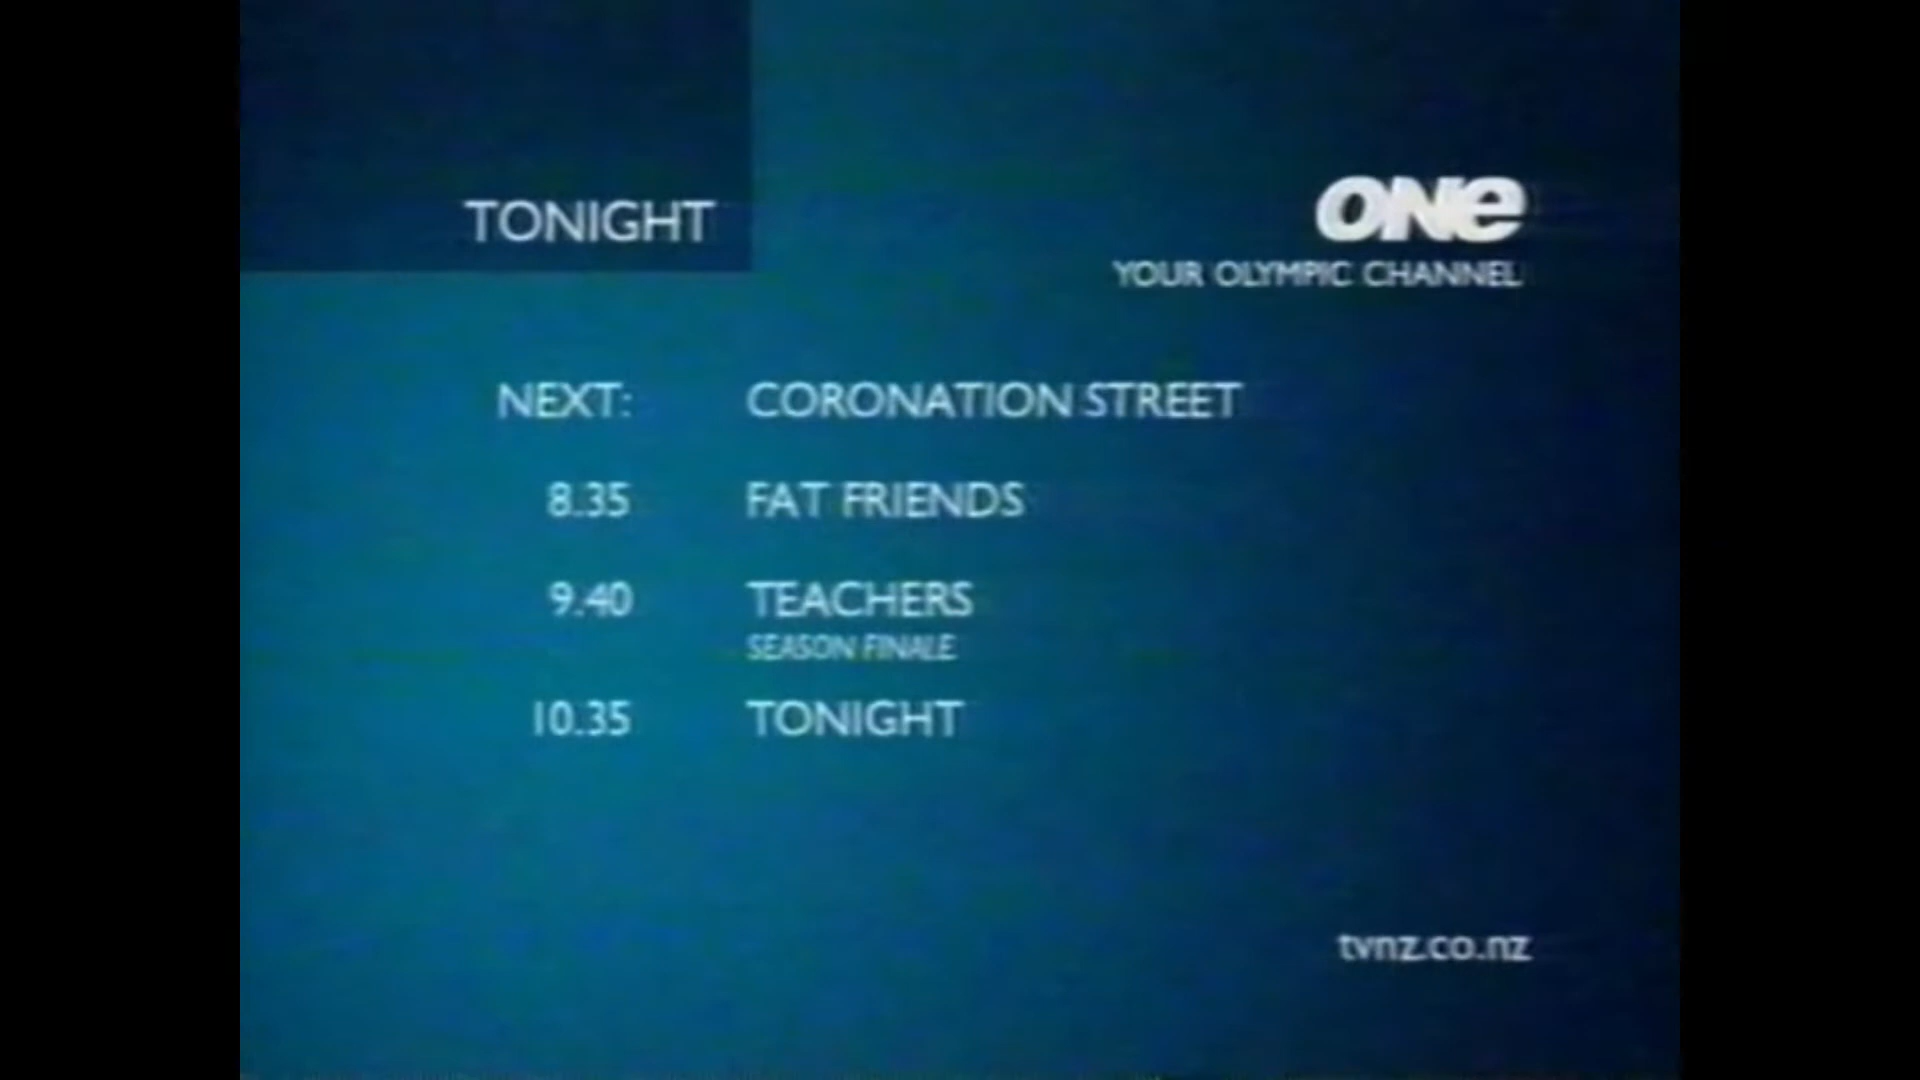 TONIGHT
ONE
YOUR OLYMPIC CHANNEL
NEXT: CORONATION STREET
8.35 FAT FRIENDS
9.40 TEACHERS
SEASON FINALE
10.35 TONIGHT
tvnz.co.nz